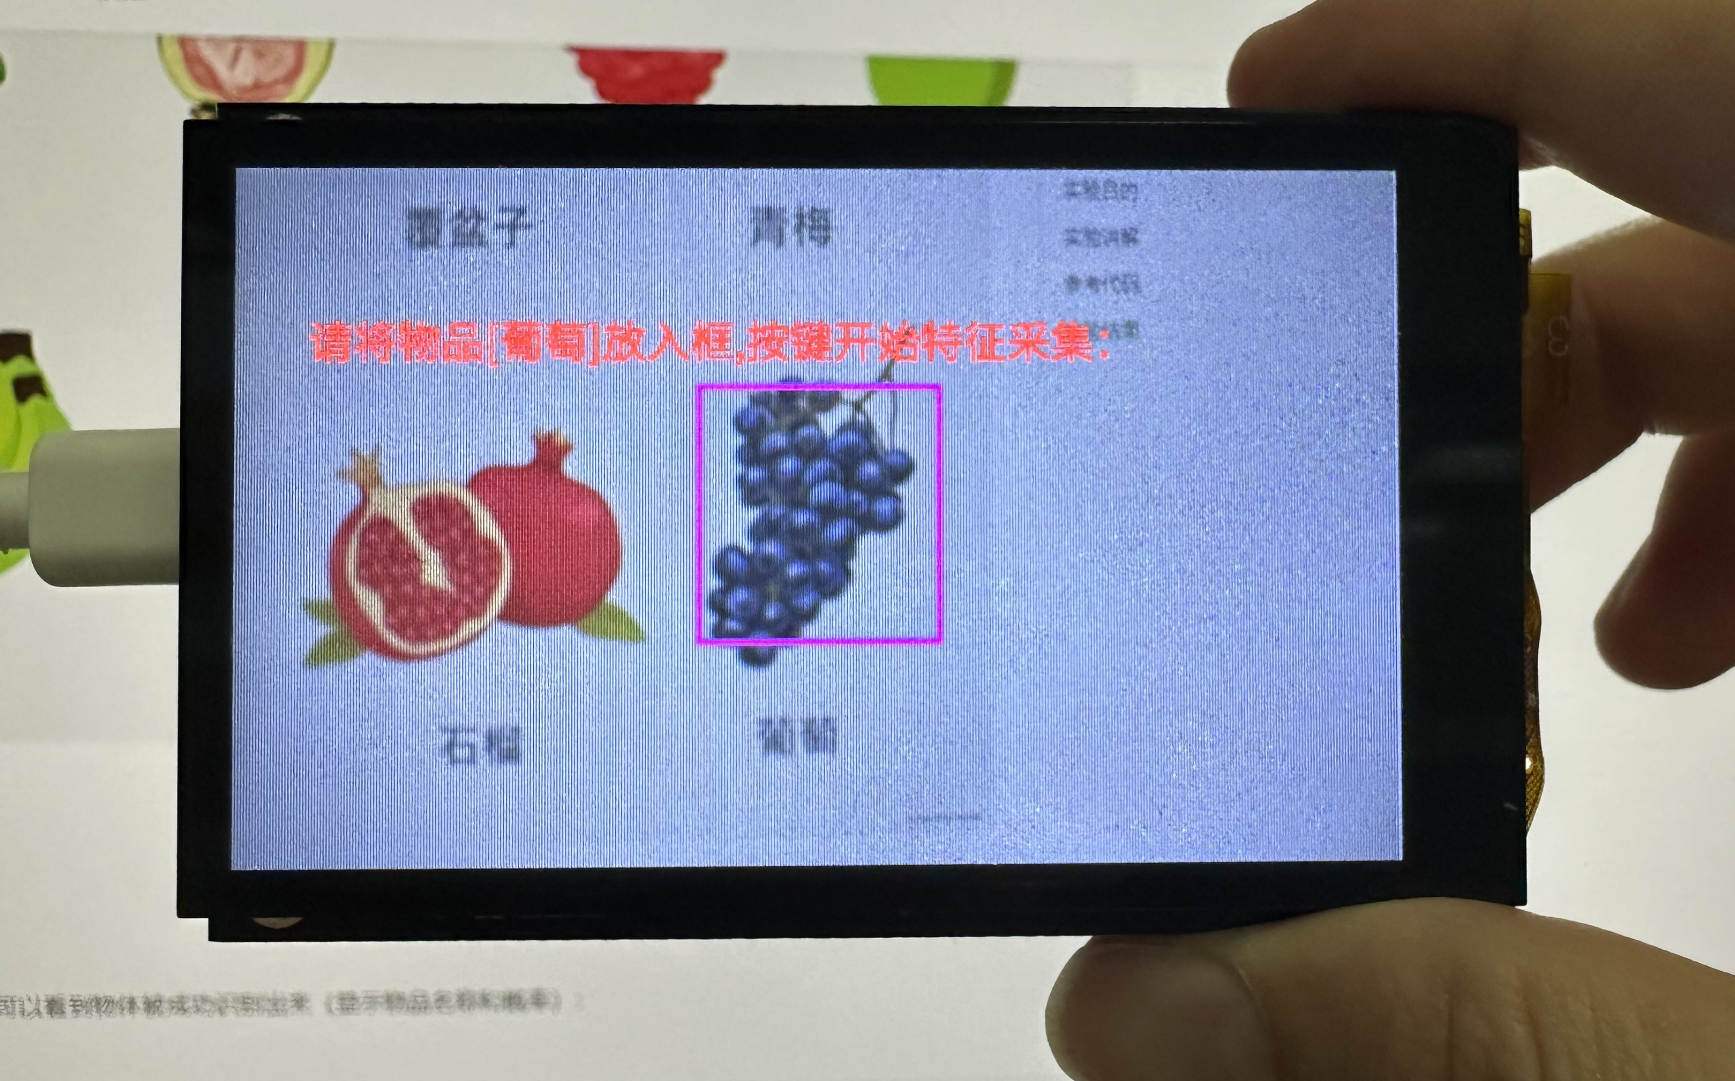 覆盆子 青梅
实验目的
实验讲解
参考代码
请将物品[葡萄]放入框,按键开始特征采集:
石榴 葡萄
可以看到物体被成功识别出来（显示物品名称和概率）：